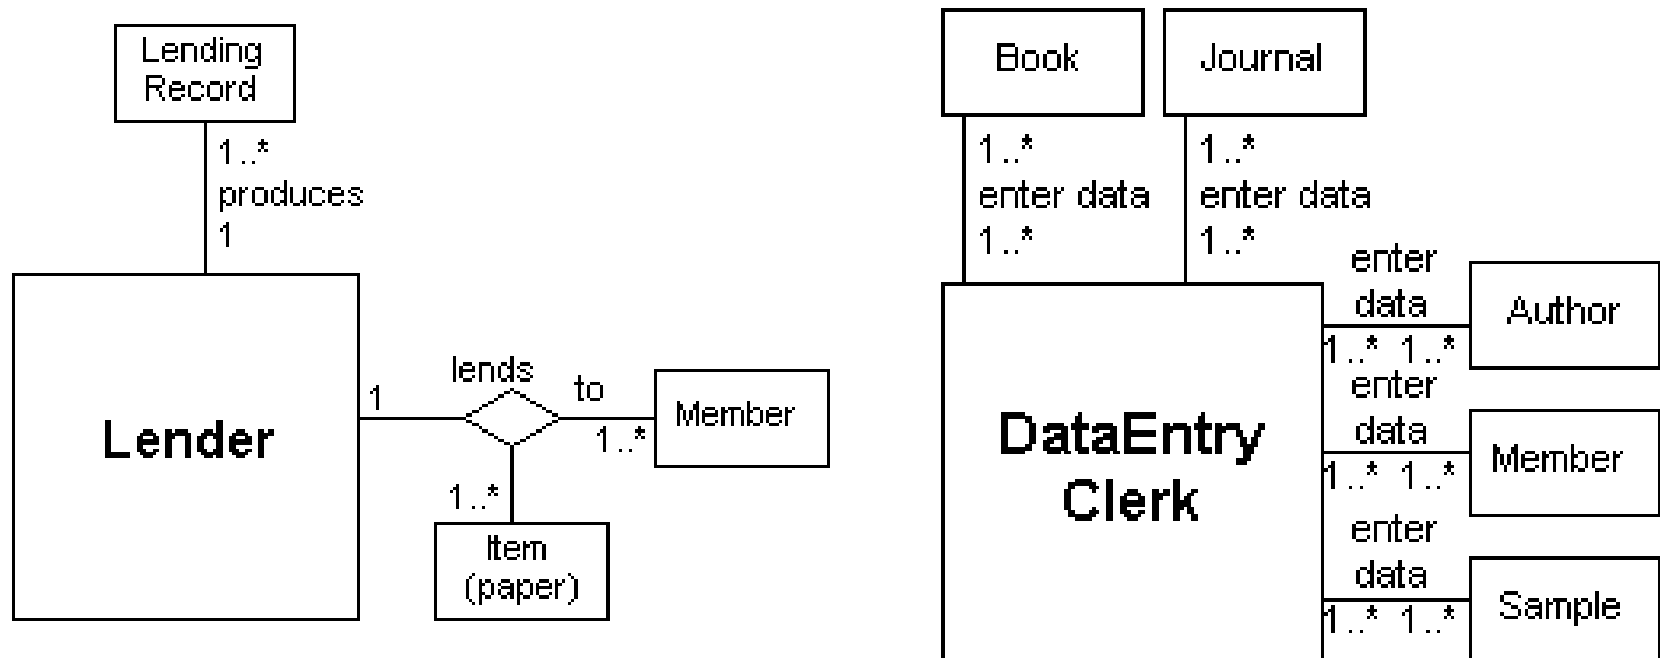 Lending
Record
1..*
produces
1
Lender
1
lends
to
1..*
Member
1..*
Item
(paper)
Book
Journal
1..*
enter data
1..*
1..*
enter data
1..*
DataEntry
Clerk
enter
data
1..* 1..*
Author
enter
data
1..* 1..*
Member
enter
data
1..* 1..*
Sample